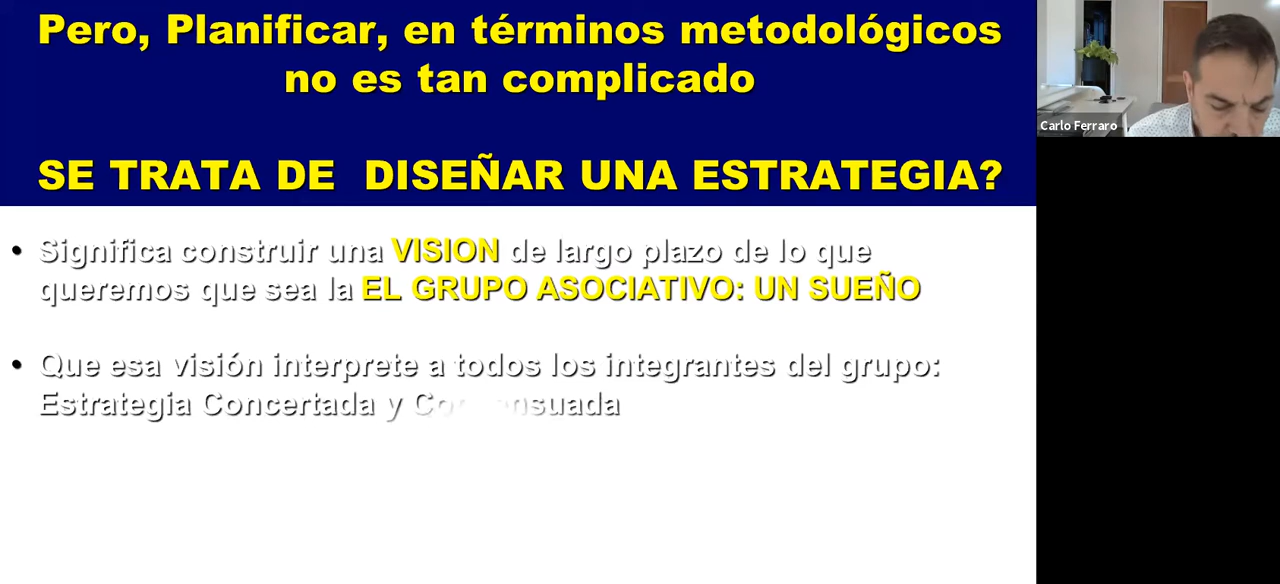 Pero, Planificar, en términos metodológicos
no es tan complicado
SE TRATA DE DISEÑAR UNA ESTRATEGIA?
• Significa construir una VISION de largo plazo de lo que
queremos que sea la EL GRUPO ASOCIATIVO: UN SUEÑO
• Que esa visión interprete a todos los integrantes del grupo:
Estrategia Concertada y
Carlo Ferraro